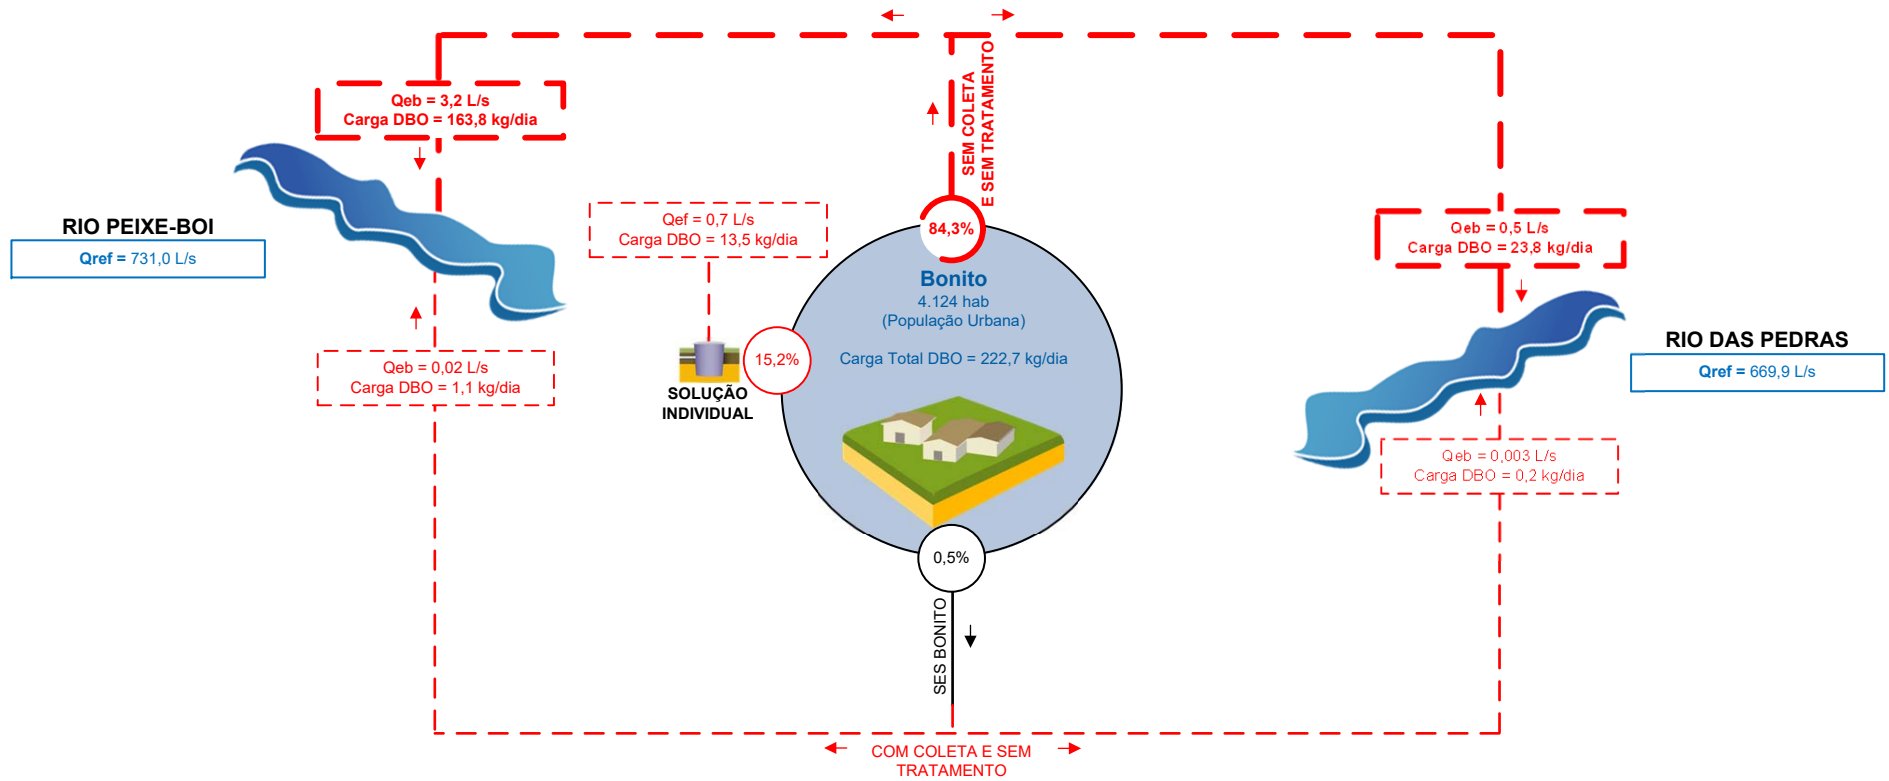 SEM COLETA
E SEM TRATAMENTO
Qeb = 3,2 L/s
Carga DBO = 163,8 kg/dia
RIO PEIXE-BOI
Qref = 731,0 L/s
Qeb = 0,02 L/s
Carga DBO = 1,1 kg/dia
Qef = 0,7 L/s
Carga DBO = 13,5 kg/dia
SOLUÇÃO
INDIVIDUAL
15,2%
84,3%
Bonito
4.124 hab
(População Urbana)
Carga Total DBO = 222,7 kg/dia
0,5%
SES BONITO
Qeb = 0,5 L/s
Carga DBO = 23,8 kg/dia
RIO DAS PEDRAS
Qref = 669,9 L/s
Qeb = 0,003 L/s
Carga DBO = 0,2 kg/dia
COM COLETA E SEM
TRATAMENTO